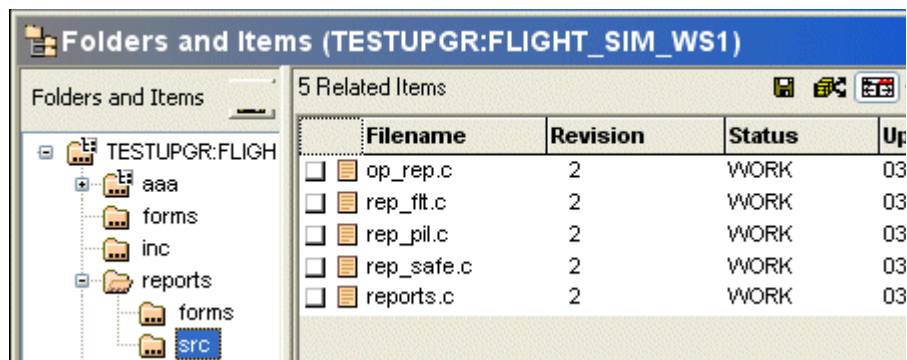 Folders and Items (TESTUPGR:FLIGHT_SIM_WS1)
Folders and Items
5 Related Items
TESTUPGR:FLIGH
aaa
forms
inc
reports
forms
src
Filename Revision Status Up
op_rep.c 2 WORK 03
rep_flt.c 2 WORK 03
rep_pil.c 2 WORK 03
rep_safe.c 2 WORK 03
reports.c 2 WORK 03